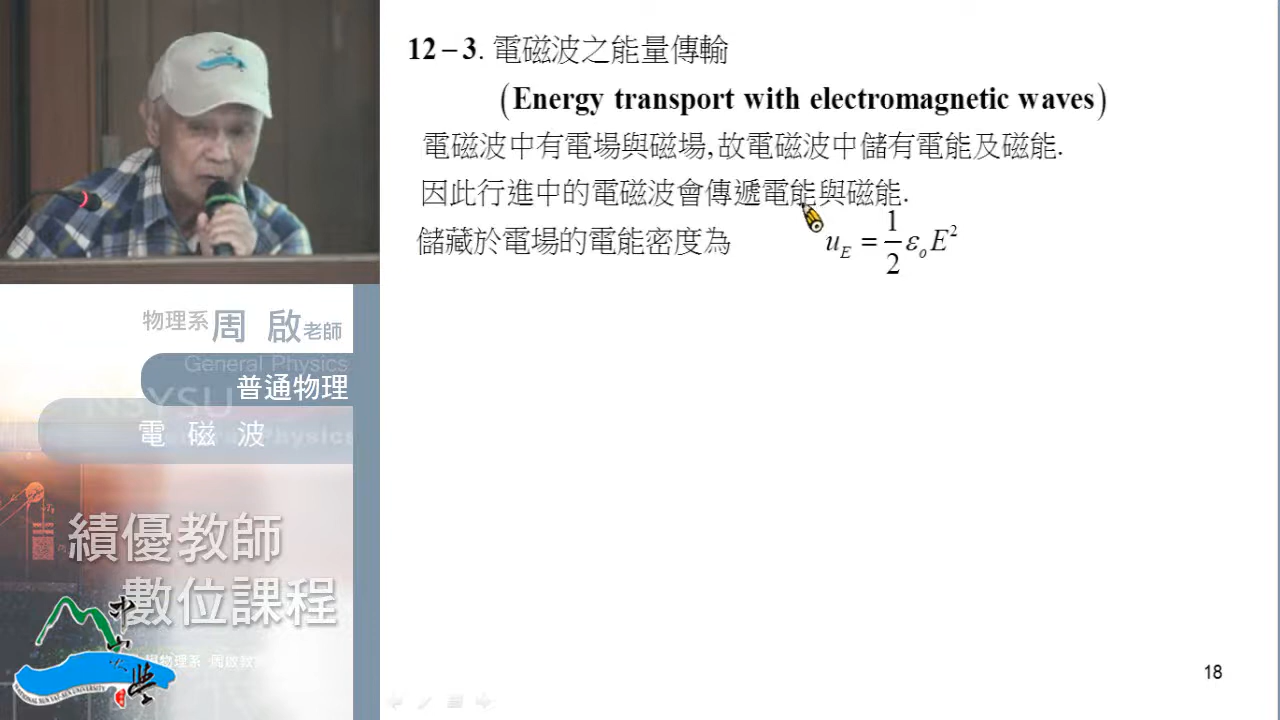 12－3. 電磁波之能量傳輸
(Energy transport with electromagnetic waves)
電磁波中有電場與磁場,故電磁波中儲有電能及磁能.
因此行進中的電磁波會傳遞電能與磁能.
儲藏於電場的電能密度為 u_E = 1/2 ε_o E^2
物理系 周 啟 老師
General Physics
普通物理
NSYSU
電 磁 波
績優教師
數位課程
18